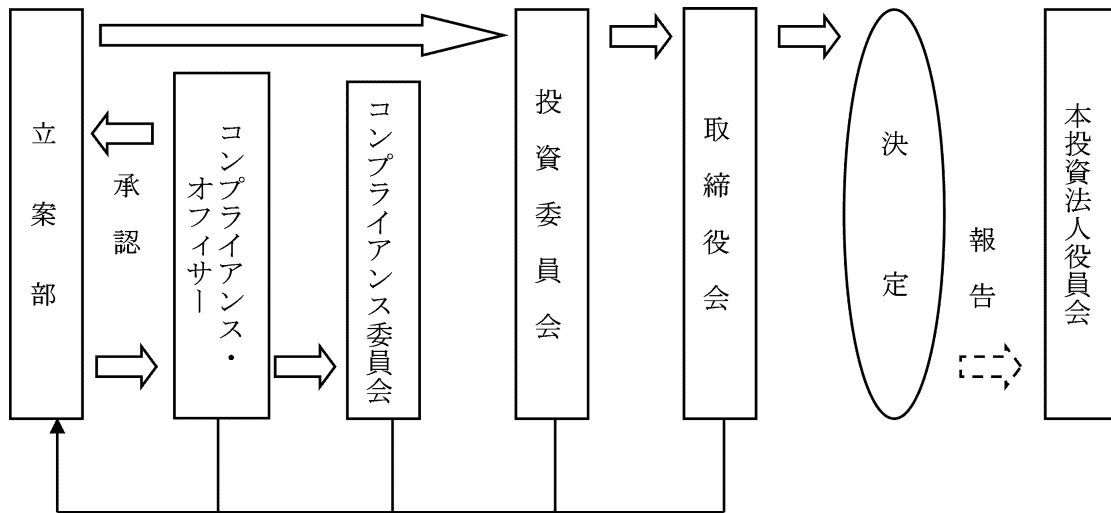 立案部
承認
コンプライアンス・
オフィサー
コンプライアンス委員会
投資委員会
取締役会
決定
報告
本投資法人役員会